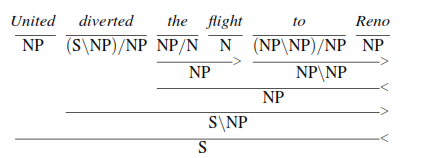 United diverted the flight to Reno
NP (S\NP)/NP NP/N N (NP\NP)/NP NP
> >
NP NP\NP
<
NP
>
S\NP
<
S